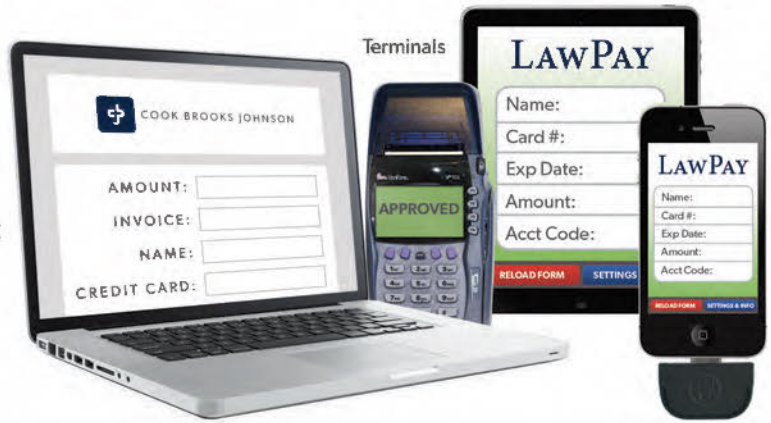 Terminals
COOK BROOKS JOHNSON
AMOUNT:
INVOICE:
NAME:
CREDIT CARD:
APPROVED
LAWPAY
Name:
Card #:
Exp Date:
Amount:
Acct Code:
RELOAD FORM
SETTINGS
LAWPAY
Name:
Card #:
Exp Date:
Amount:
Acct Code:
RELOAD FORM
SETTINGS & INFO